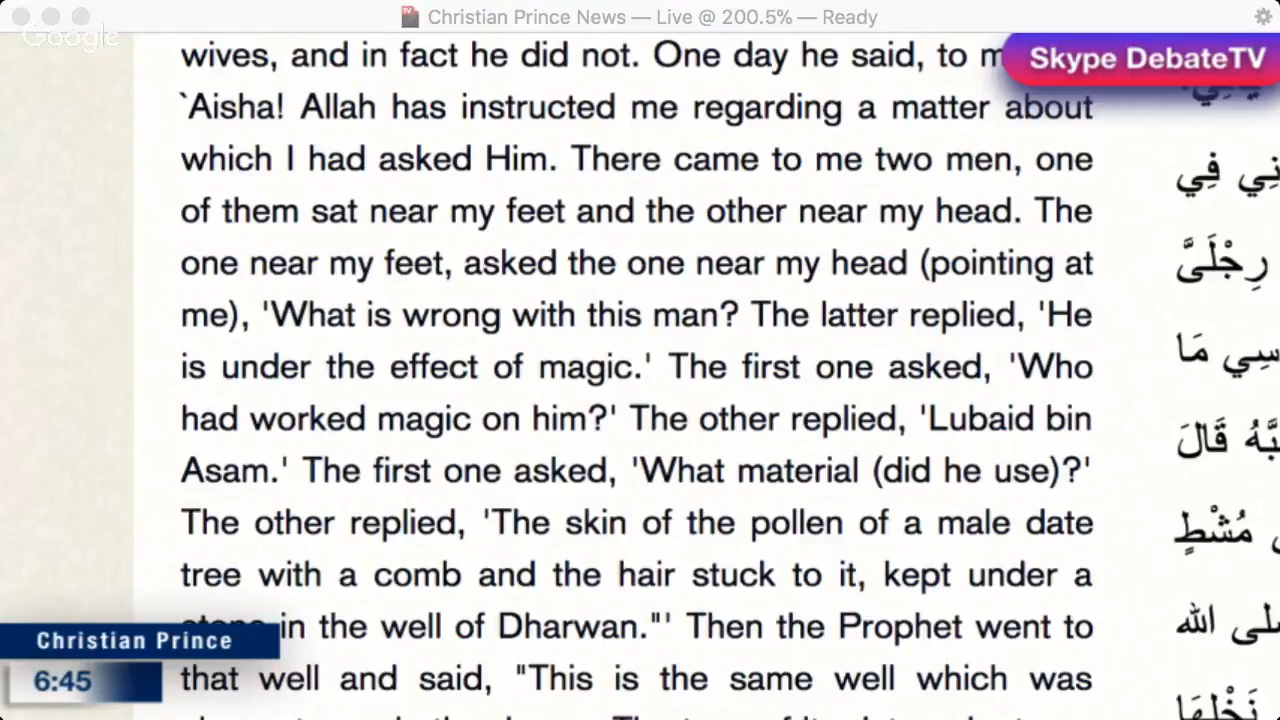 Christian Prince News — Live @ 200.5% — Ready
Google
Skype DebateTV
wives, and in fact he did not. One day he said, to
`Aisha! Allah has instructed me regarding a matter about
which I had asked Him. There came to me two men, one
of them sat near my feet and the other near my head. The
one near my feet, asked the one near my head (pointing at
me), 'What is wrong with this man? The latter replied, 'He
is under the effect of magic.' The first one asked, 'Who
had worked magic on him?' The other replied, 'Lubaid bin
Asam.' The first one asked, 'What material (did he use)?'
The other replied, 'The skin of the pollen of a male date
tree with a comb and the hair stuck to it, kept under a
in the well of Dharwan."' Then the Prophet went to
that well and said, "This is the same well which was
نِي فِي
رِجْلَىَّ
سِي مَا
بَّهُ قَالَ
مُشْطٍ
لى الله
نَخْلِهَا
Christian Prince
6:45